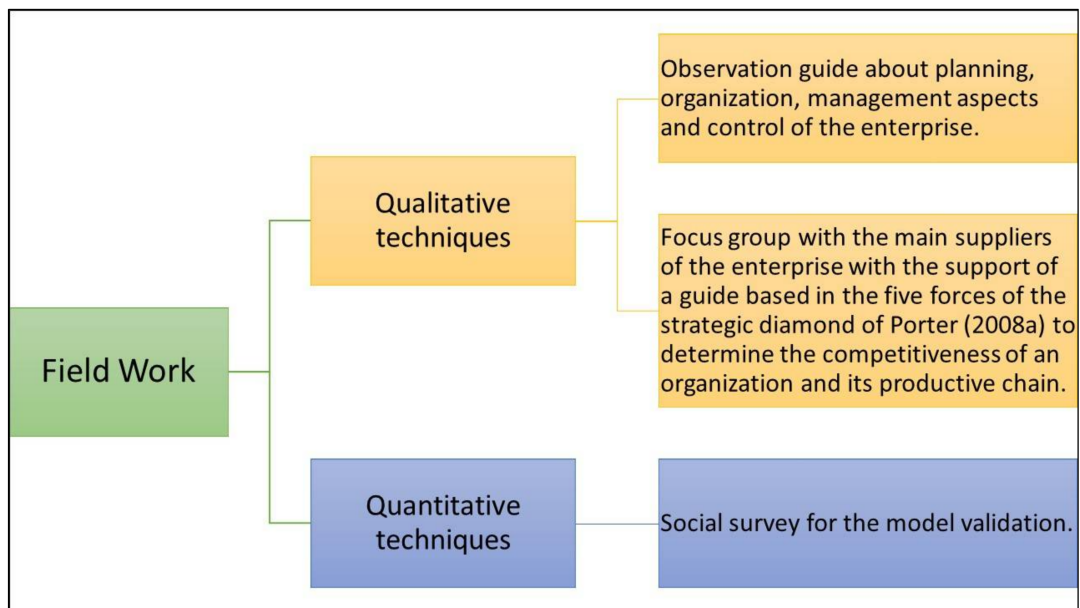 Field Work
Qualitative
techniques
Observation guide about planning,
organization, management aspects
and control of the enterprise.
Focus group with the main suppliers
of the enterprise with the support of
a guide based in the five forces of the
strategic diamond of Porter (2008a) to
determine the competitiveness of an
organization and its productive chain.
Quantitative
techniques
Social survey for the model validation.